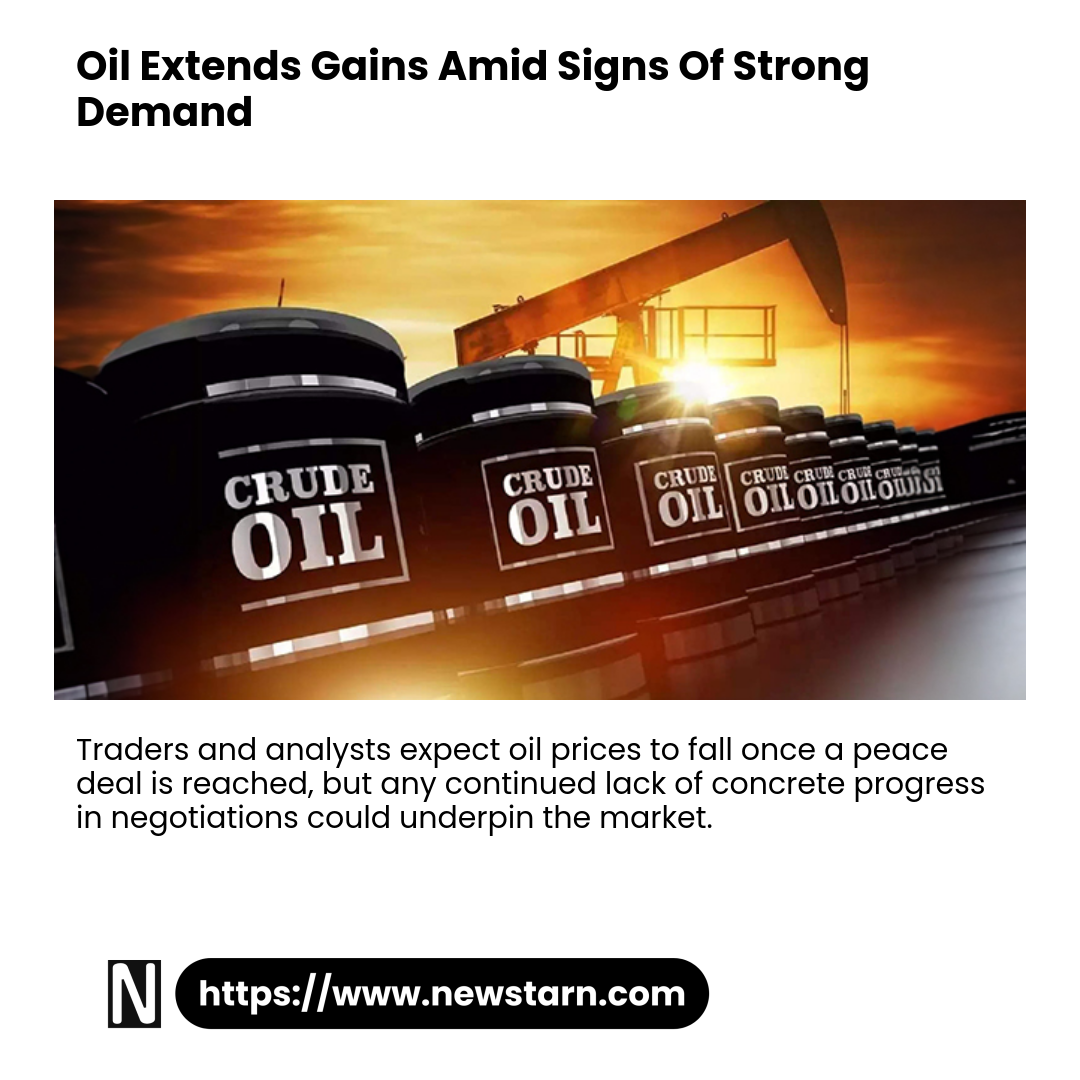 Oil Extends Gains Amid Signs Of Strong
Demand
CRUDE
OIL
CRUDE
OIL
CRUDE
OIL
CRUDE
OIL
CRUDE
OIL
CRUDE
OIL
Traders and analysts expect oil prices to fall once a peace
deal is reached, but any continued lack of concrete progress
in negotiations could underpin the market.
N
https://www.newstarn.com